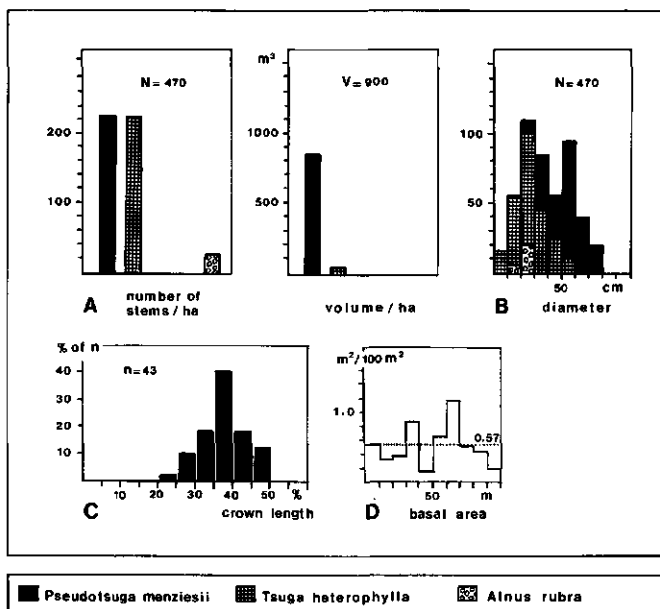 N = 470
200
100
A
number of
stems / ha
m³
V=900
1000
500
volume / ha
N=470
100
50
50
cm
B
diameter
% of n
n=43
40
30
20
10
10 20 30 40 50 %
C
crown length
m²/100 m²
1.0
0.57
50 m
D
basal area
Pseudotsuga menziesii
Tsuga heterophylla
Alnus rubra